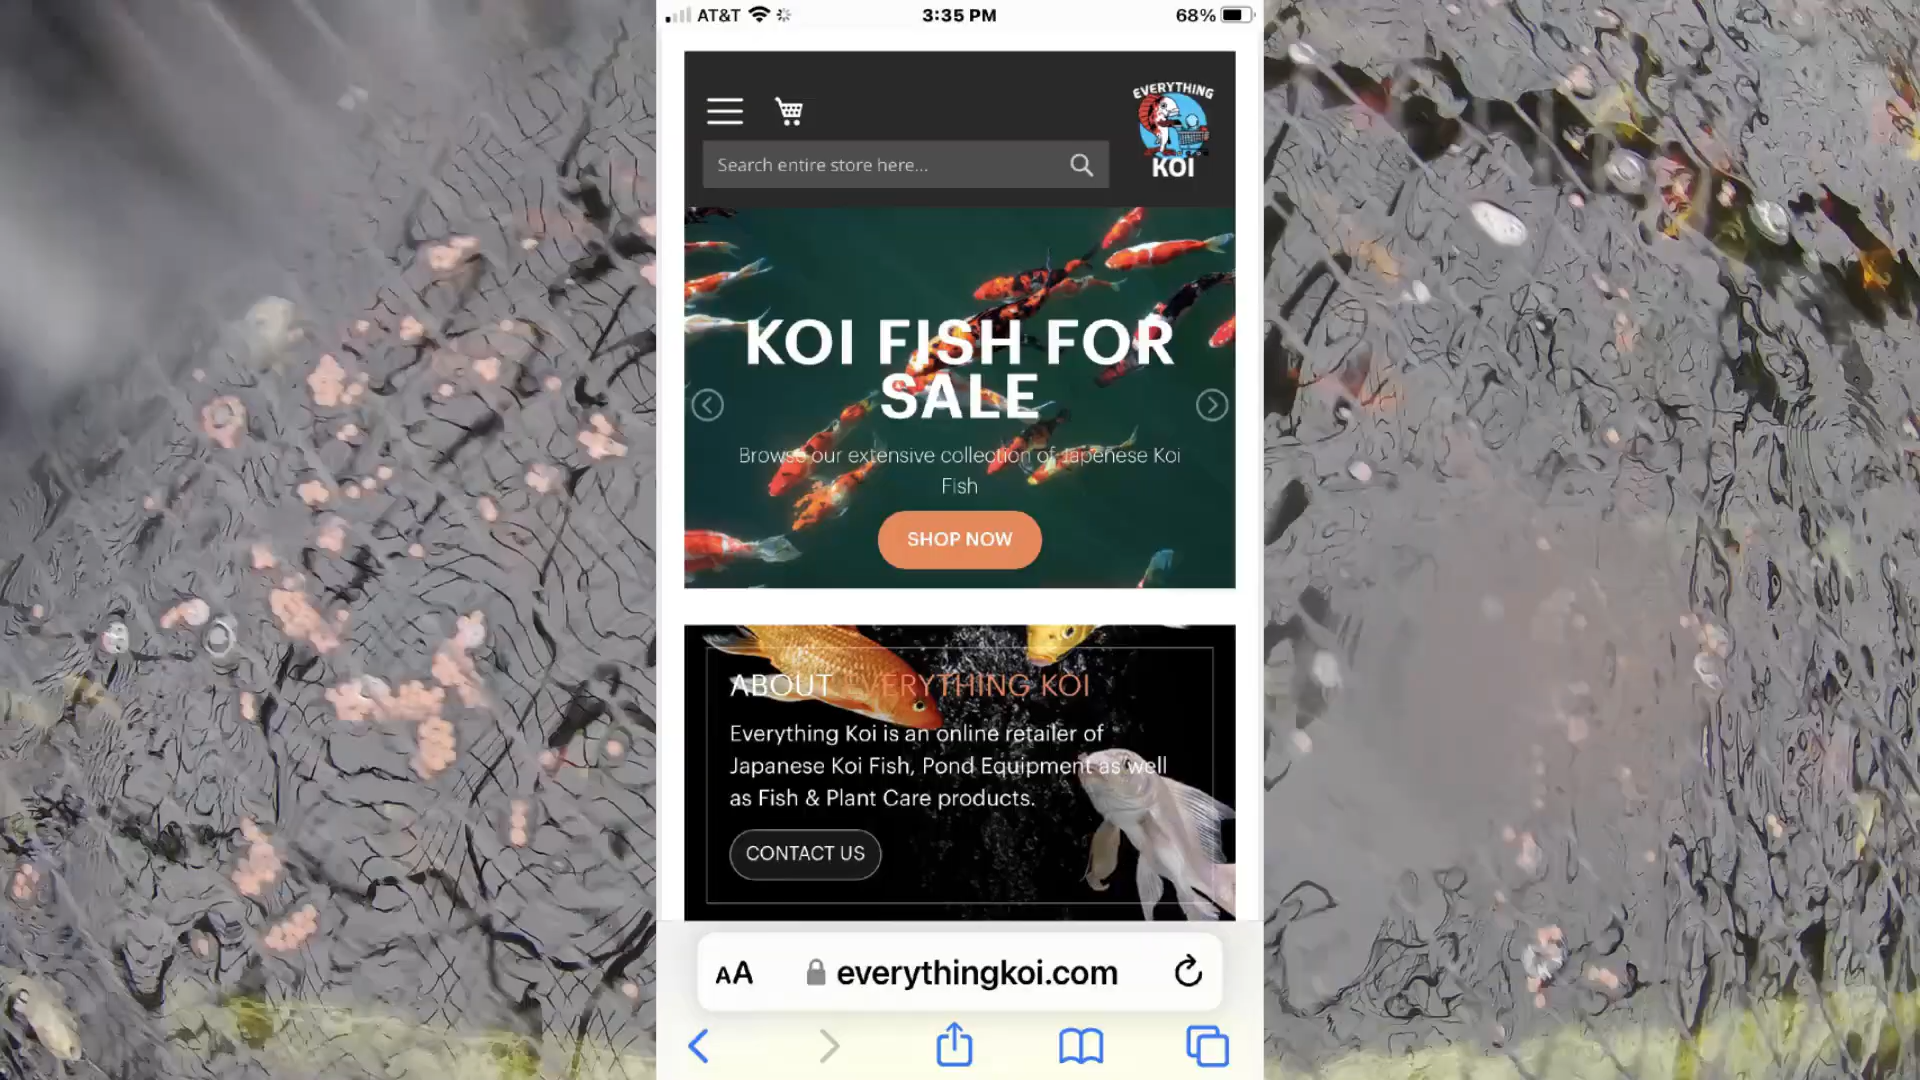 AT&T
3:35 PM
68%
EVERYTHING
KOI
Search entire store here...
KOI FISH FOR
SALE
Browse our extensive collection of Japenese Koi
Fish
SHOP NOW
ABOUT EVERYTHING KOI
Everything Koi is an online retailer of
Japanese Koi Fish, Pond Equipment as well
as Fish & Plant Care products.
CONTACT US
AA
everythingkoi.com